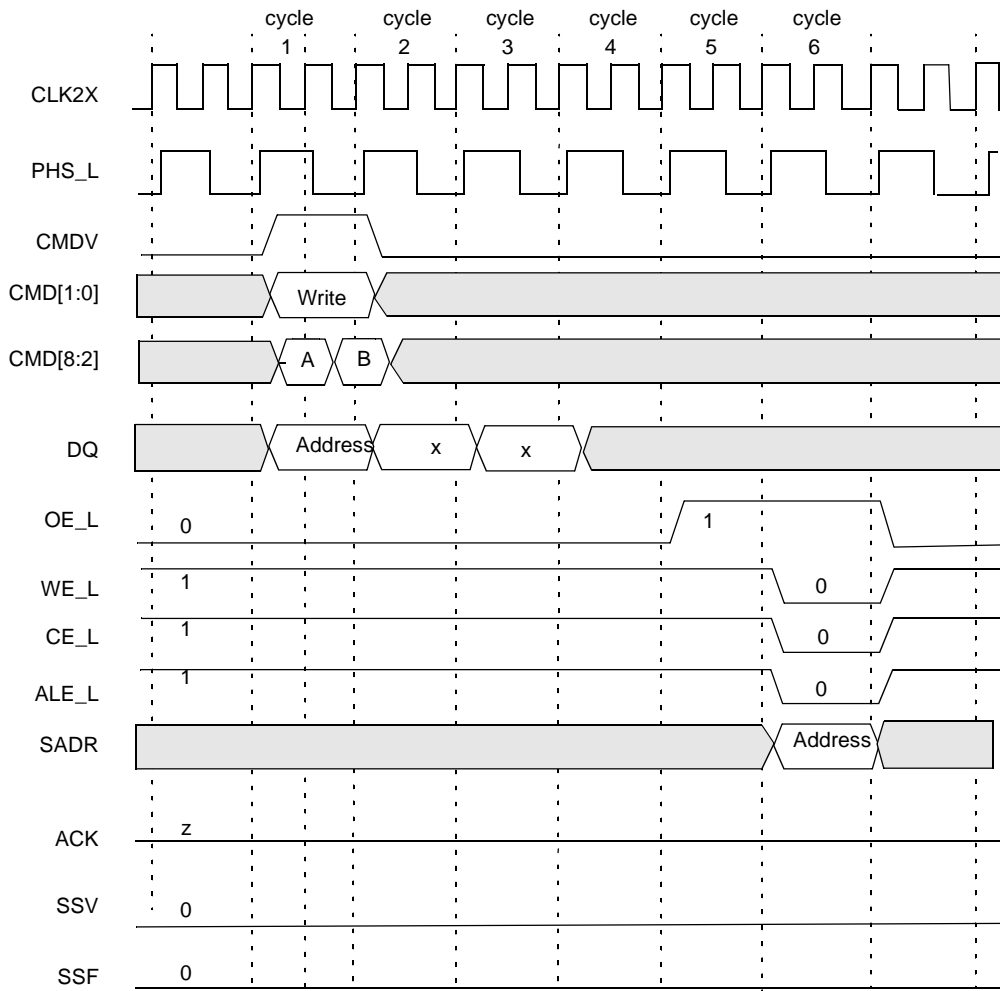 cycle cycle cycle cycle cycle cycle
1 2 3 4 5 6
CLK2X
PHS_L
CMDV
CMD[1:0] Write
CMD[8:2] A B
DQ Address x x
OE_L 0 1
WE_L 1 0
CE_L 1 0
ALE_L 1 0
SADR Address
ACK z
SSV 0
SSF 0